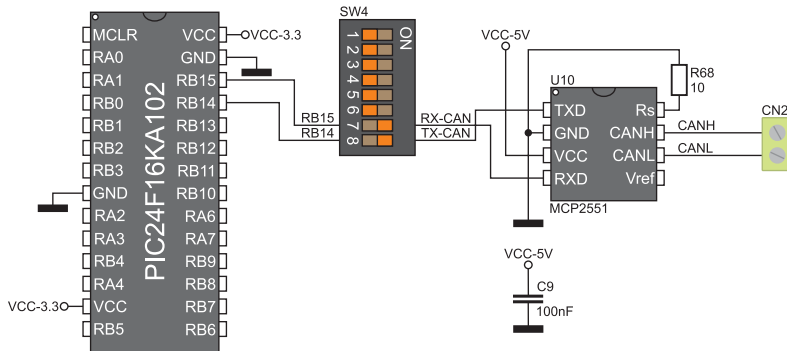 SW4
MCLR
VCC
VCC-3.3
RA0
GND
RA1
RB15
RB0
RB14
RB1
RB13
RB2
RB12
RB3
RB11
GND
RB10
RA2
RA6
RA3
RA7
RB4
RB9
RA4
RB8
VCC-3.3
VCC
RB7
RB5
RB6
PIC24F16KA102
1
2
3
4
5
6
7
8
ON
RB15
RB14
RX-CAN
TX-CAN
VCC-5V
U10
TXD
Rs
GND
CANH
VCC
CANL
RXD
Vref
MCP2551
R68
10
CANH
CANL
CN2
VCC-5V
C9
100nF